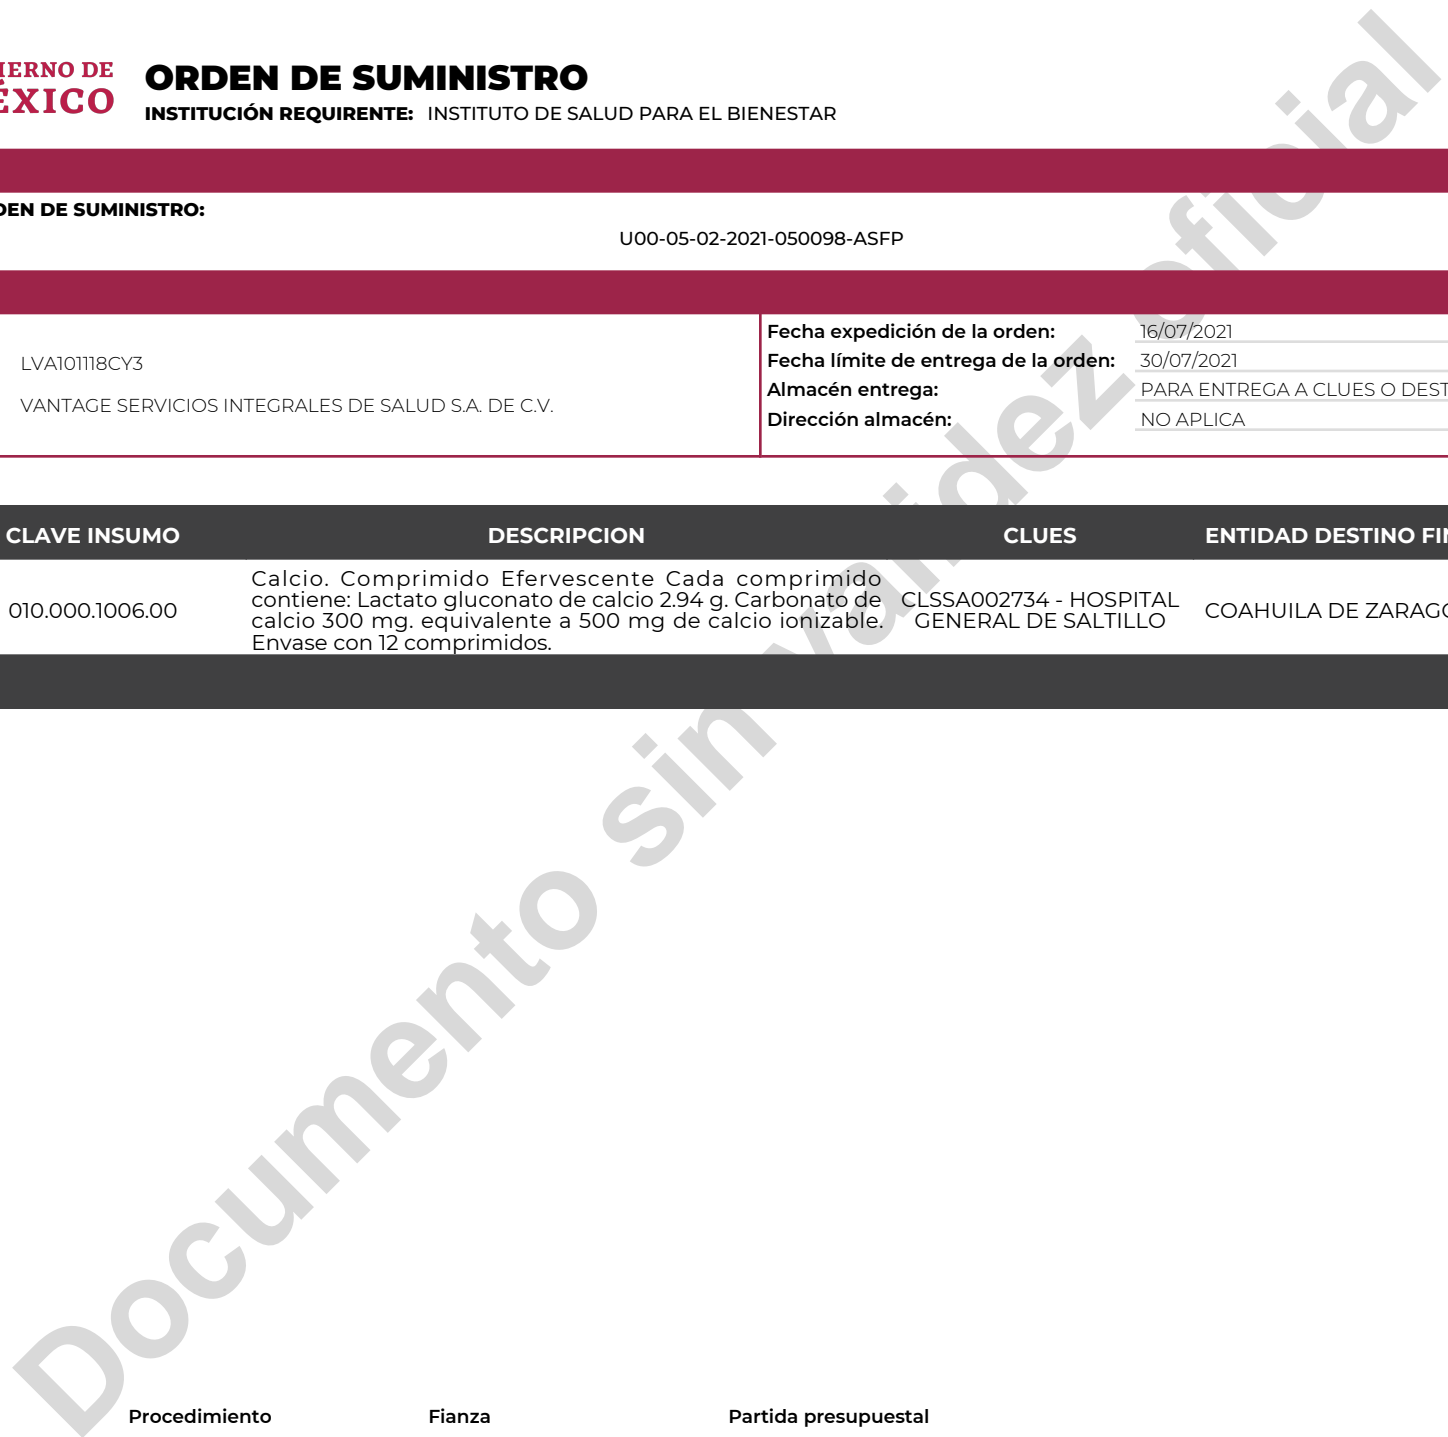 IERNO DE
ÉXICO
ORDEN DE SUMINISTRO
INSTITUCIÓN REQUIRENTE: INSTITUTO DE SALUD PARA EL BIENESTAR
DEN DE SUMINISTRO:
U00-05-02-2021-050098-ASFP
LVA101118CY3
VANTAGE SERVICIOS INTEGRALES DE SALUD S.A. DE C.V.
Fecha expedición de la orden: 16/07/2021
Fecha límite de entrega de la orden: 30/07/2021
Almacén entrega: PARA ENTREGA A CLUES O DEST
Dirección almacén: NO APLICA
CLAVE INSUMO DESCRIPCION CLUES ENTIDAD DESTINO FIN
010.000.1006.00
Calcio. Comprimido Efervescente Cada comprimido
contiene: Lactato gluconato de calcio 2.94 g. Carbonato de
calcio 300 mg. equivalente a 500 mg de calcio ionizable.
Envase con 12 comprimidos.
CLSSA002734 - HOSPITAL
GENERAL DE SALTILLO
COAHUILA DE ZARAGO
Documento sin validez oficial
Procedimiento Fianza Partida presupuestal